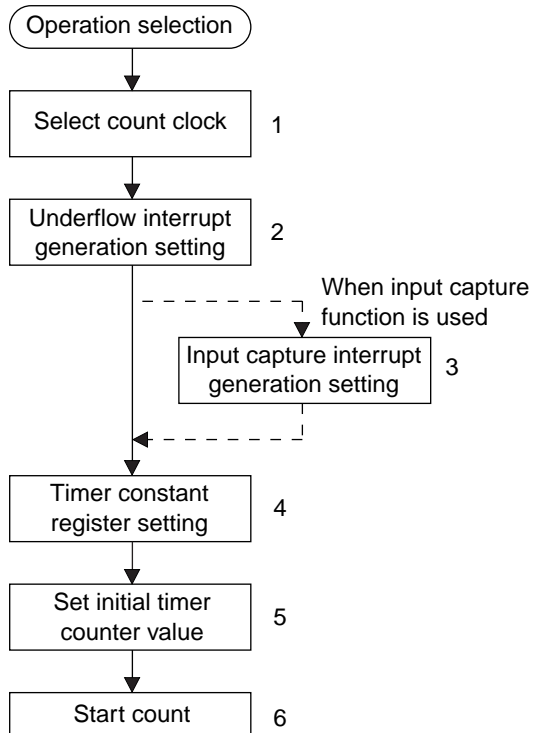 Operation selection
Select count clock
1
Underflow interrupt
generation setting
2
When input capture
function is used
Input capture interrupt
generation setting
3
Timer constant
register setting
4
Set initial timer
counter value
5
Start count
6